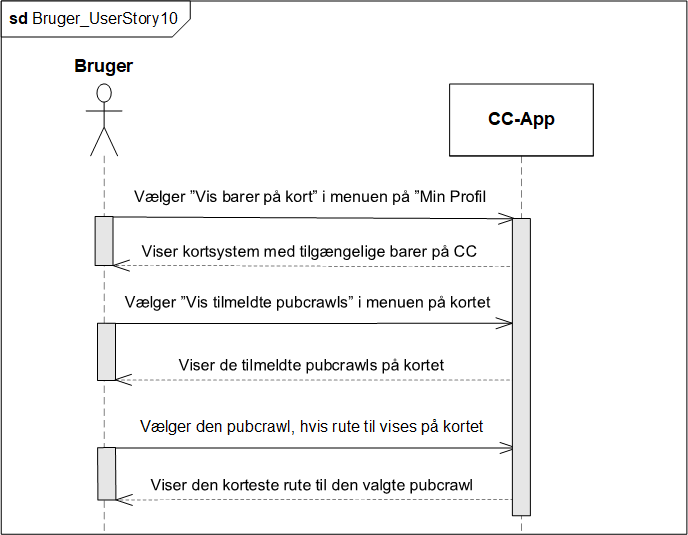 sd Bruger_UserStory10
Bruger
CC-App
Vælger ”Vis barer på kort” i menuen på ”Min Profil
Viser kortsystem med tilgængelige barer på CC
Vælger ”Vis tilmeldte pubcrawls” i menuen på kortet
Viser de tilmeldte pubcrawls på kortet
Vælger den pubcrawl, hvis rute til vises på kortet
Viser den korteste rute til den valgte pubcrawl